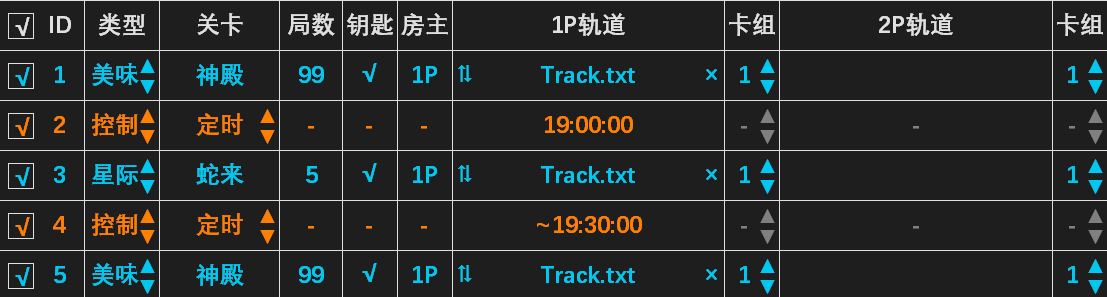 √ ID 类型 关卡 局数 钥匙 房主 1P轨道 卡组 2P轨道 卡组
√ 1 美味▲▼ 神殿 99 √ 1P ⇅ Track.txt × 1▲▼ 1▲▼
√ 2 控制▲▼ 定时▲▼ - - - 19:00:00 -▲▼ - -▲▼
√ 3 星际▲▼ 蛇来 5 √ 1P ⇅ Track.txt × 1▲▼ 1▲▼
√ 4 控制▲▼ 定时▲▼ - - - ~19:30:00 -▲▼ - -▲▼
√ 5 美味▲▼ 神殿 99 √ 1P ⇅ Track.txt × 1▲▼ 1▲▼